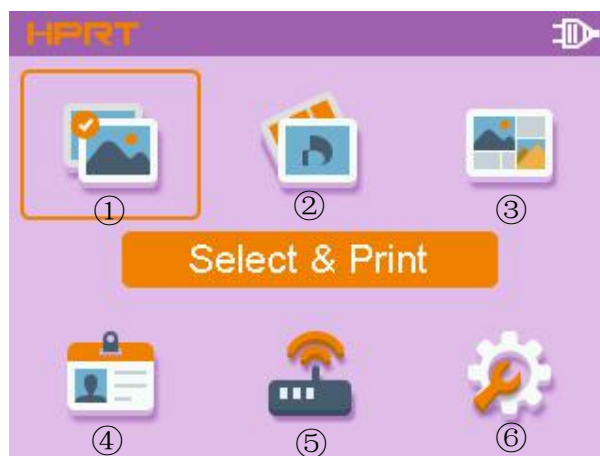 HPRT
① ② ③
Select & Print
④ ⑤ ⑥